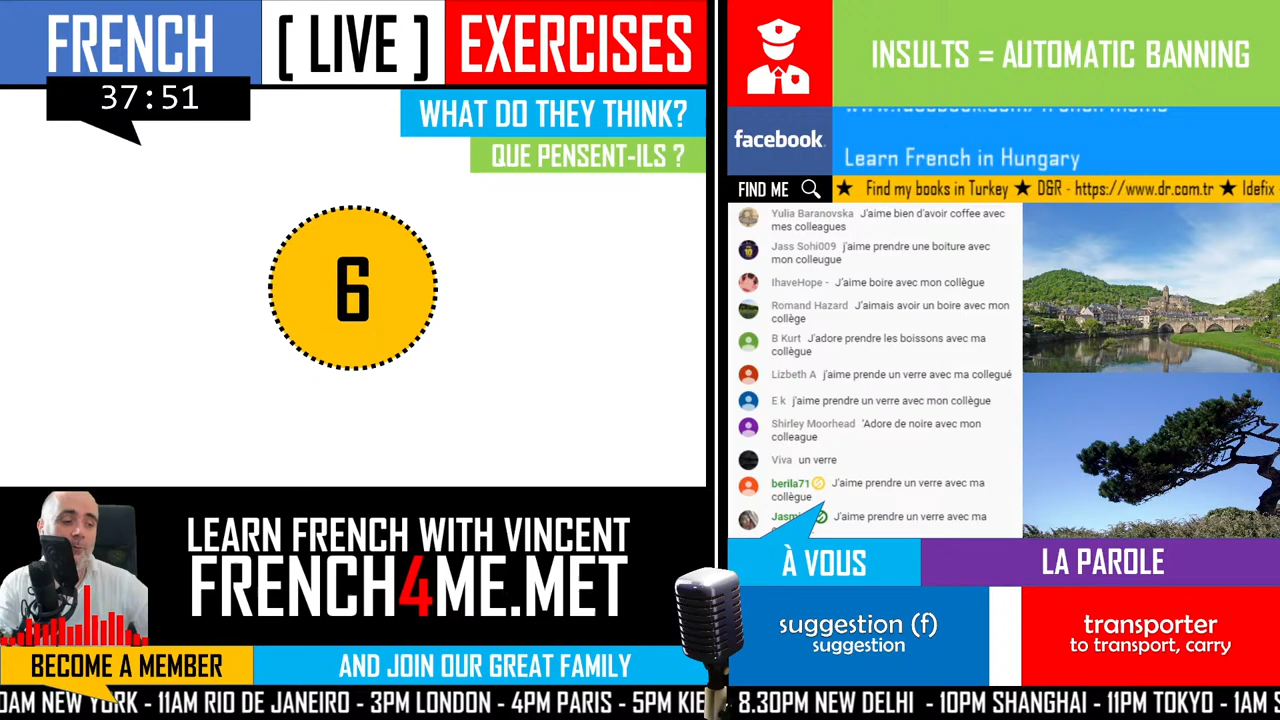 FRENCH
[ LIVE ]
EXERCISES
37:51
WHAT DO THEY THINK?
QUE PENSENT-ILS ?
6
LEARN FRENCH WITH VINCENT
FRENCH4ME.MET
BECOME A MEMBER
AND JOIN OUR GREAT FAMILY
INSULTS = AUTOMATIC BANNING
facebook
Learn French in Hungary
FIND ME
★ Find my books in Turkey ★ D&R - https://www.dr.com.tr ★ Idefix -
Yulia Baranovska J'aime bien d'avoir coffee avec
mes colleagues
Jass Sohi009 j'aime prendre une boiture avec
mon colleugue
IhaveHope - J'aime boire avec mon collègue
Romand Hazard J'aimais avoir un boire avec mon
collège
B Kurt J'adore prendre les boissons avec ma
collègue
Lizbeth A j'aime prende un verre avec ma collegué
E k j'aime prendre un verre avec mon collègue
Shirley Moorhead 'Adore de noire avec mon
colleague
Viva un verre
berila71 J'aime prendre un verre avec ma
collègue
J'aime prendre un verre avec ma
À VOUS
LA PAROLE
suggestion (f)
suggestion
transporter
to transport, carry
0AM NEW YORK - 11AM RIO DE JANEIRO - 3PM LONDON - 4PM PARIS - 5PM KIE
8.30PM NEW DELHI - 10PM SHANGHAI - 11PM TOKYO - 1AM S